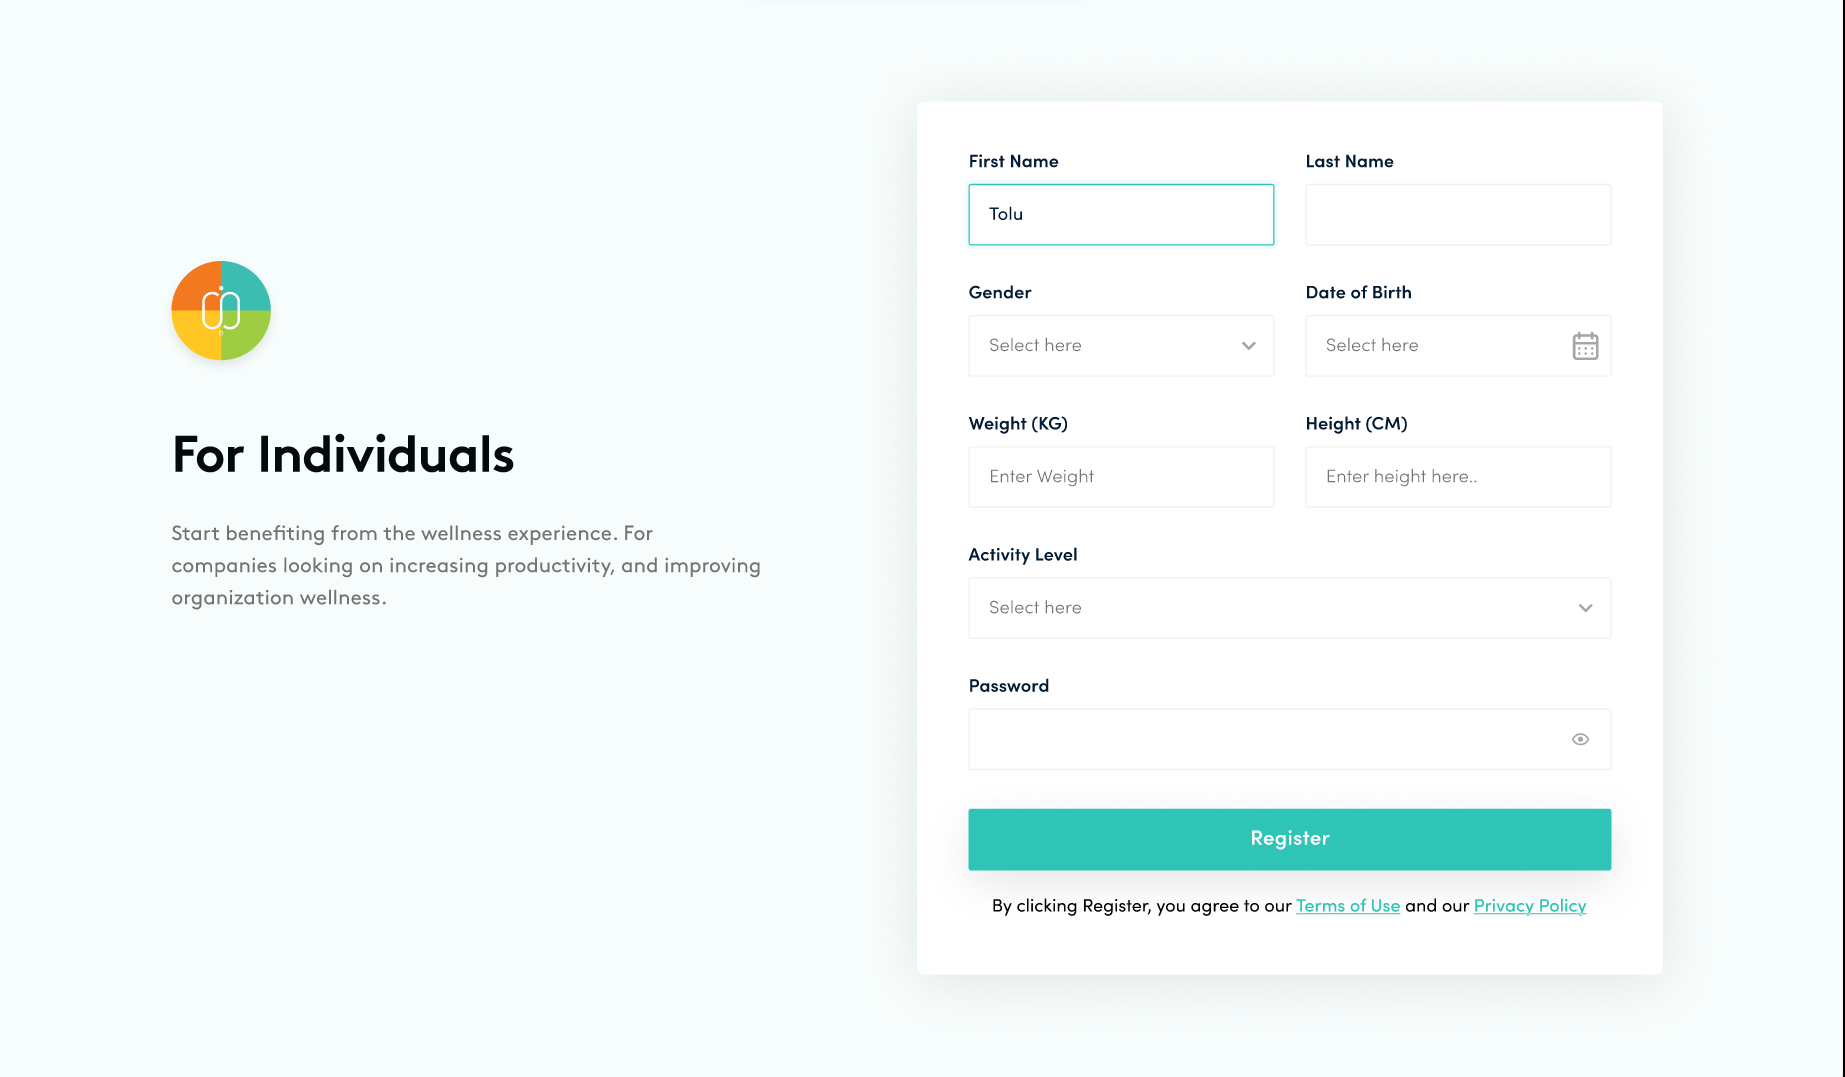 For Individuals
Start benefiting from the wellness experience. For
companies looking on increasing productivity, and improving
organization wellness.
First Name
Last Name
Tolu
Gender
Date of Birth
Select here
Select here
Weight (KG)
Height (CM)
Enter Weight
Enter height here..
Activity Level
Select here
Password
Register
By clicking Register, you agree to our Terms of Use and our Privacy Policy